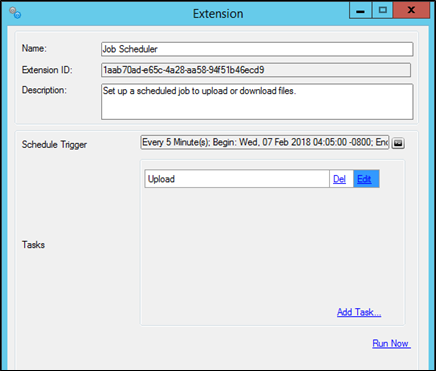 Extension
Name: Job Scheduler
Extension ID: 1aab70ad-e65c-4a28-aa58-94f51b46ecd9
Description: Set up a scheduled job to upload or download files.
Schedule Trigger Every 5 Minute(s); Begin: Wed, 07 Feb 2018 04:05:00 -0800; End
Upload Del Edit
Tasks
Add Task...
Run Now